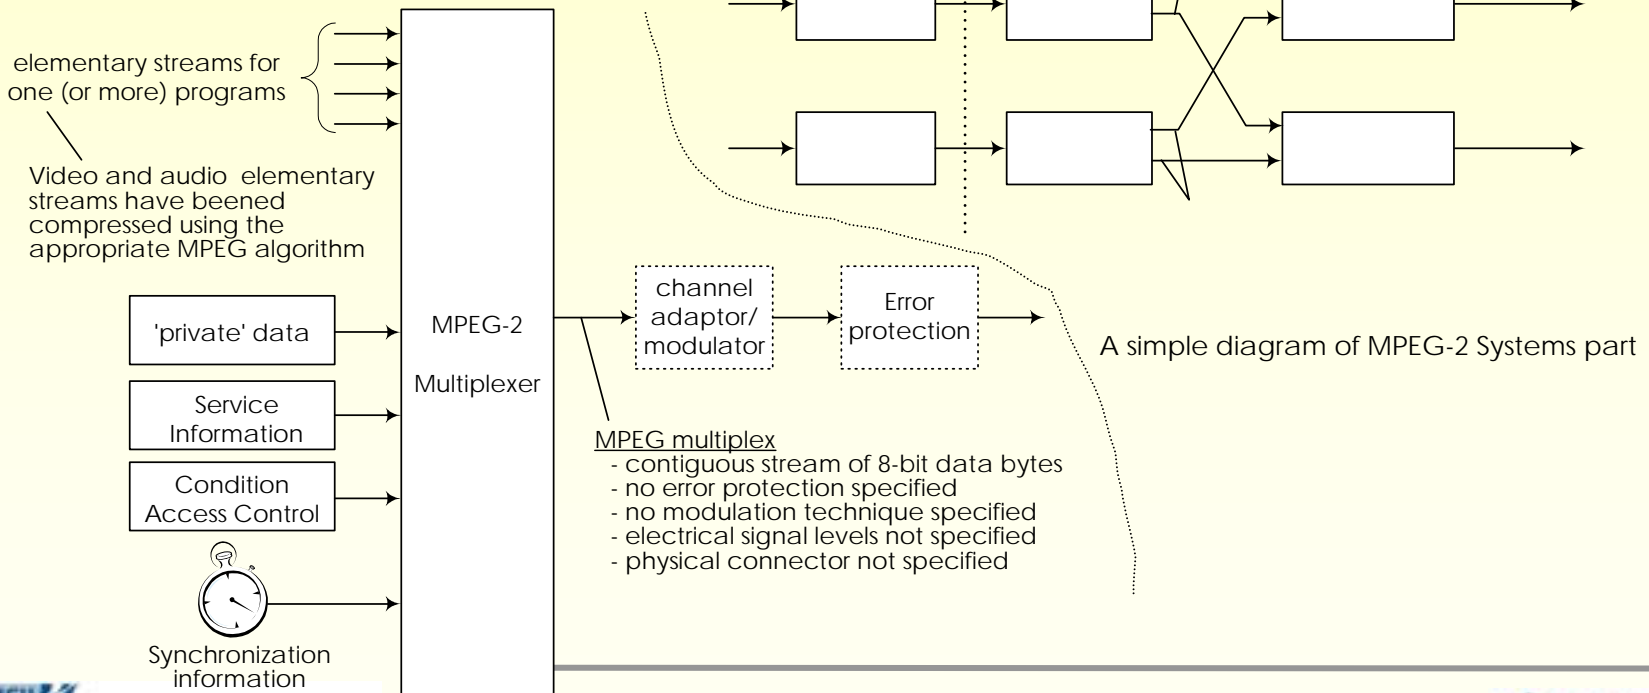 elementary streams for
one (or more) programs
Video and audio elementary
streams have beened
compressed using the
appropriate MPEG algorithm
'private' data
Service
Information
Condition
Access Control
Synchronization
information
MPEG-2
Multiplexer
channel
adaptor/
modulator
Error
protection
MPEG multiplex
- contiguous stream of 8-bit data bytes
- no error protection specified
- no modulation technique specified
- electrical signal levels not specified
- physical connector not specified
A simple diagram of MPEG-2 Systems part